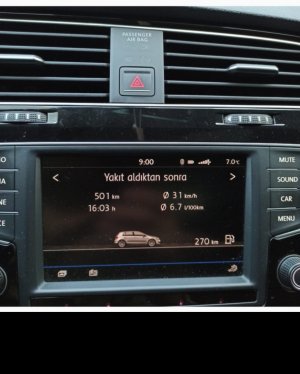 PASSENGER
AIR BAG
9:00 7.0°c
< Yakıt aldıktan sonra >
501 km Ø 31 km/h
16:03 h Ø 6.7 l/100km
270 km
MUTE
SOUND
CAR
MENU